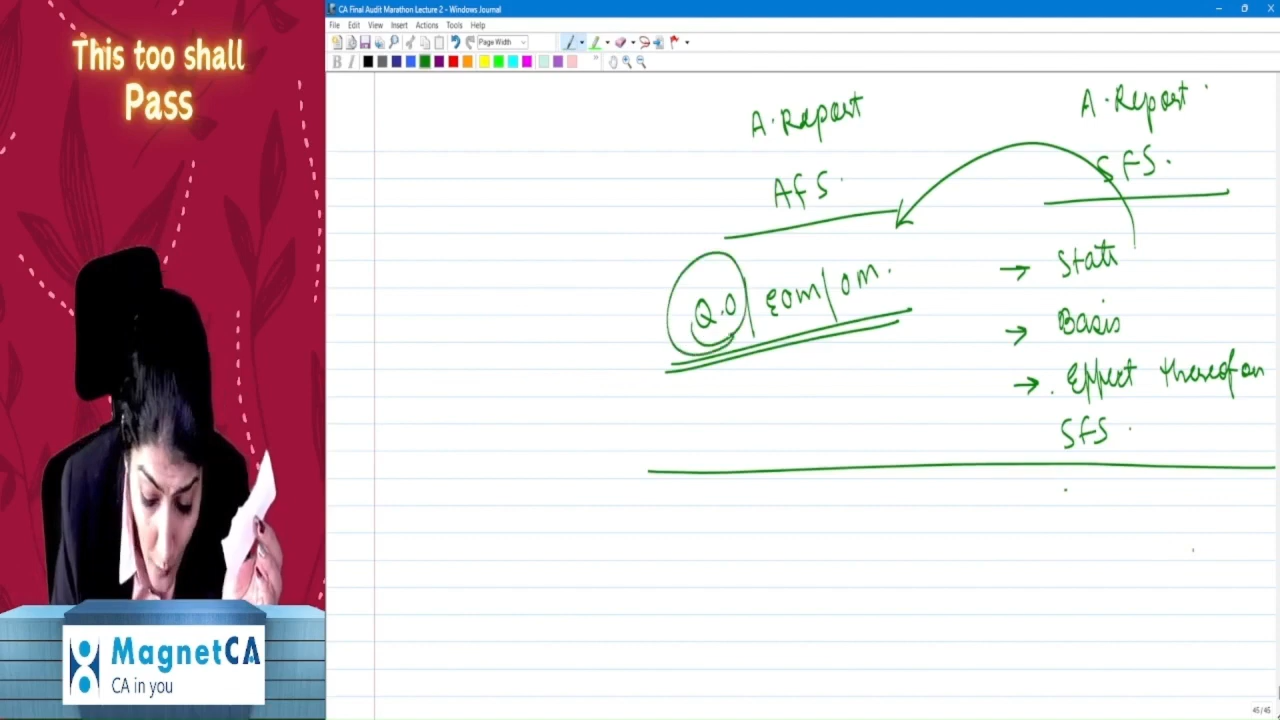 This too shall
Pass
CA Final Audit Marathon Lecture 2 - Windows Journal
File Edit View Insert Actions Tools Help
Page Width
B I
A. Report
AFS.
Q.O / EOM / OM.
A. Report
SFS.
→ State
→ Basis
→ Effect thereof on
SFS
MagnetCA
CA in you
45/45